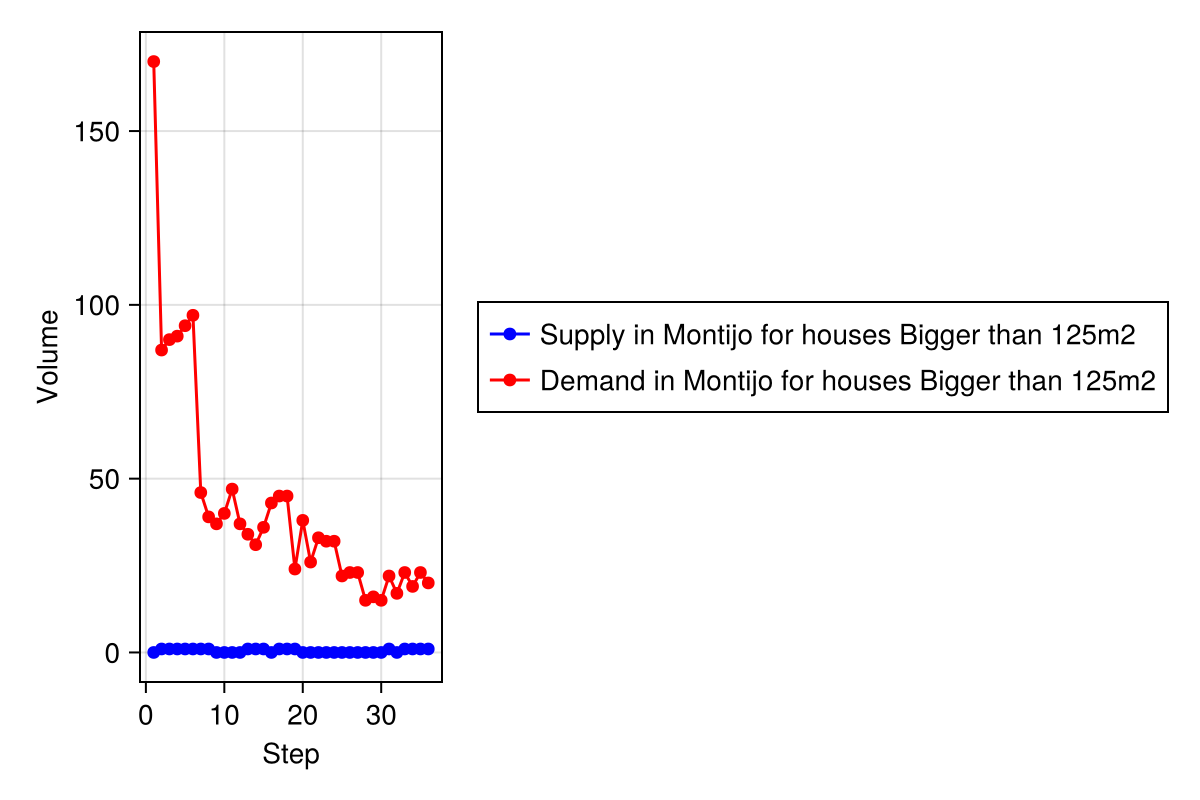 Volume
150
100
50
0
0 10 20 30
Step
Supply in Montijo for houses Bigger than 125m2
Demand in Montijo for houses Bigger than 125m2